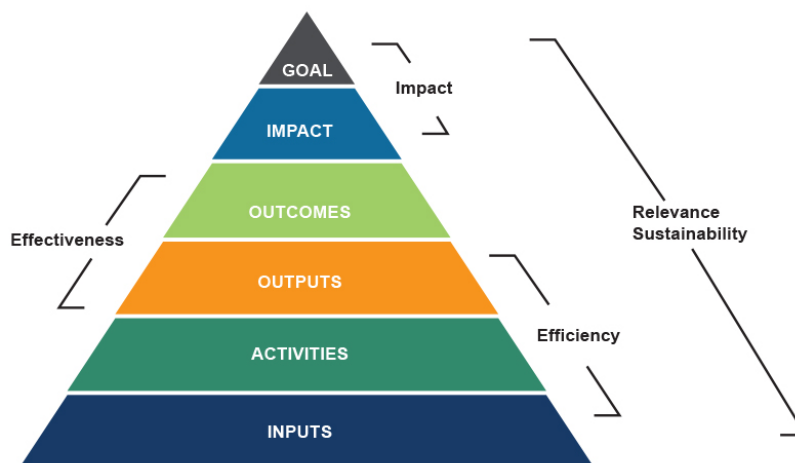 GOAL
Impact
IMPACT
OUTCOMES
Effectiveness
Relevance
Sustainability
OUTPUTS
Efficiency
ACTIVITIES
INPUTS